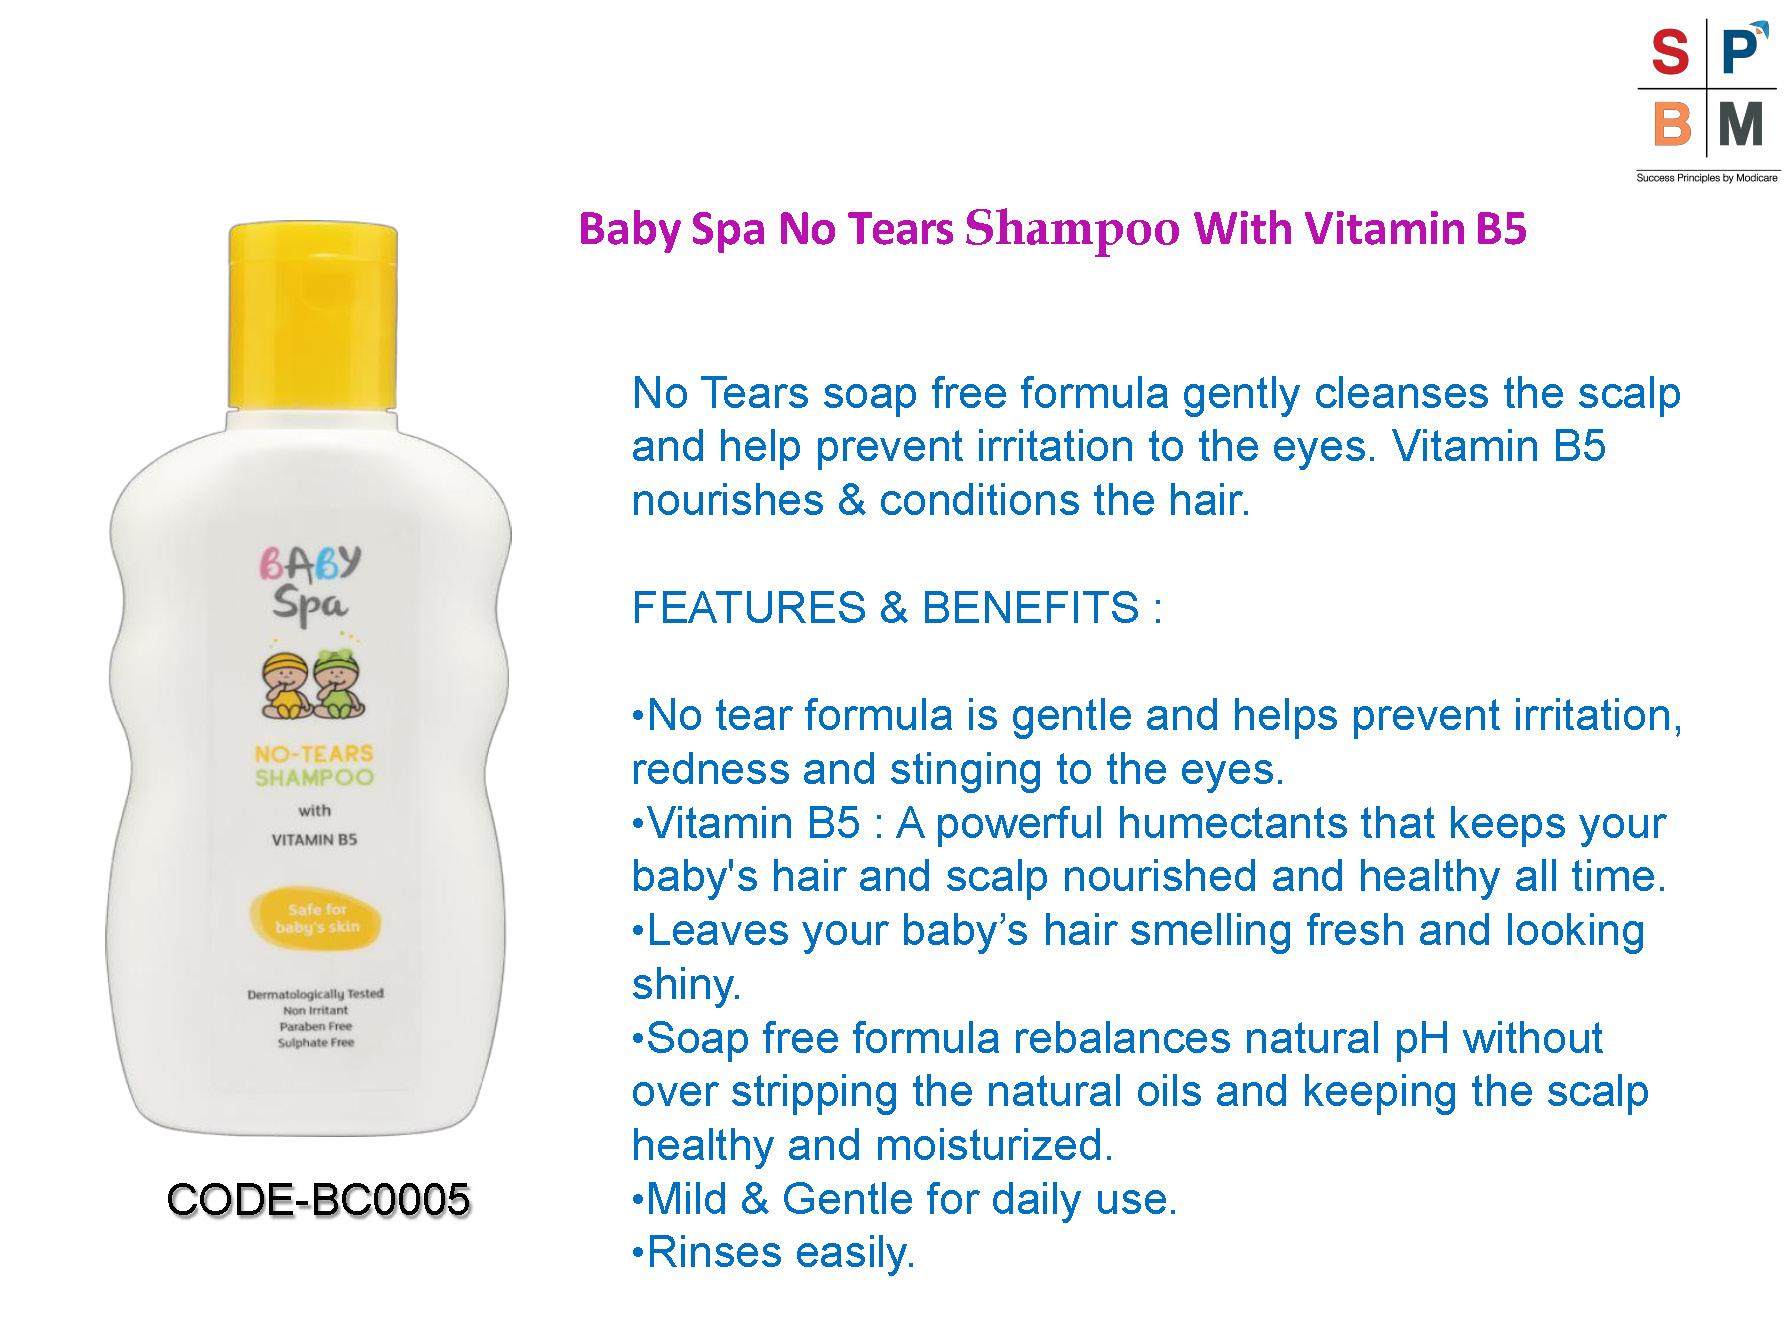 S P
B M
Success Principles by Modicare
Baby Spa No Tears Shampoo With Vitamin B5
No Tears soap free formula gently cleanses the scalp
and help prevent irritation to the eyes. Vitamin B5
nourishes & conditions the hair.
FEATURES & BENEFITS :
•No tear formula is gentle and helps prevent irritation,
redness and stinging to the eyes.
•Vitamin B5 : A powerful humectants that keeps your
baby's hair and scalp nourished and healthy all time.
•Leaves your baby’s hair smelling fresh and looking
shiny.
•Soap free formula rebalances natural pH without
over stripping the natural oils and keeping the scalp
healthy and moisturized.
•Mild & Gentle for daily use.
•Rinses easily.
BABY
Spa
NO-TEARS
SHAMPOO
with
VITAMIN B5
Safe for
baby's skin
Dermatologically Tested
Non Irritant
Paraben Free
Sulphate Free
CODE-BC0005